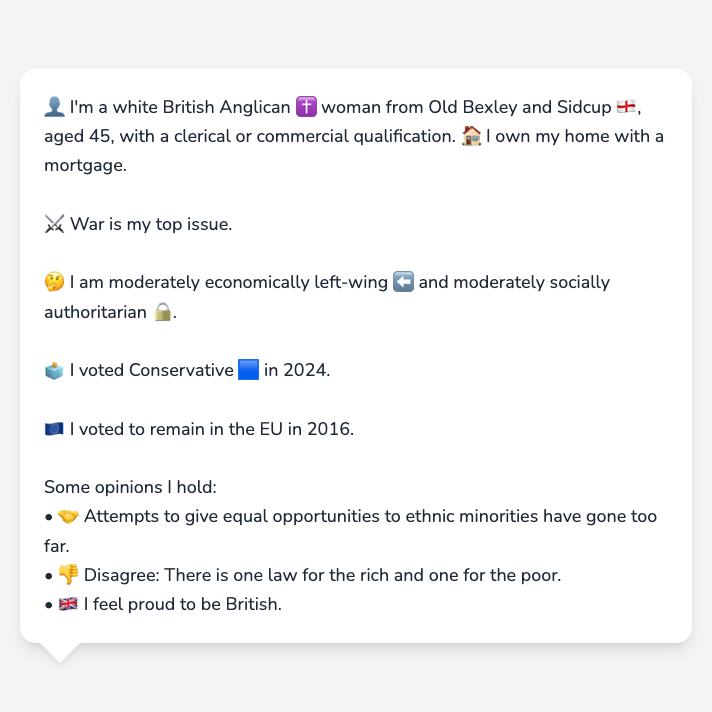 👤 I'm a white British Anglican ✝️ woman from Old Bexley and Sidcup 🏴󠁧󠁢󠁥󠁮󠁧󠁿,
aged 45, with a clerical or commercial qualification. 🏠 I own my home with a
mortgage.
⚔️ War is my top issue.
🤔 I am moderately economically left-wing ⬅️ and moderately socially
authoritarian 🔒.
🗳️ I voted Conservative 🟦 in 2024.
🇪🇺 I voted to remain in the EU in 2016.
Some opinions I hold:
• 🤝 Attempts to give equal opportunities to ethnic minorities have gone too
far.
• 👎 Disagree: There is one law for the rich and one for the poor.
• 🇬🇧 I feel proud to be British.